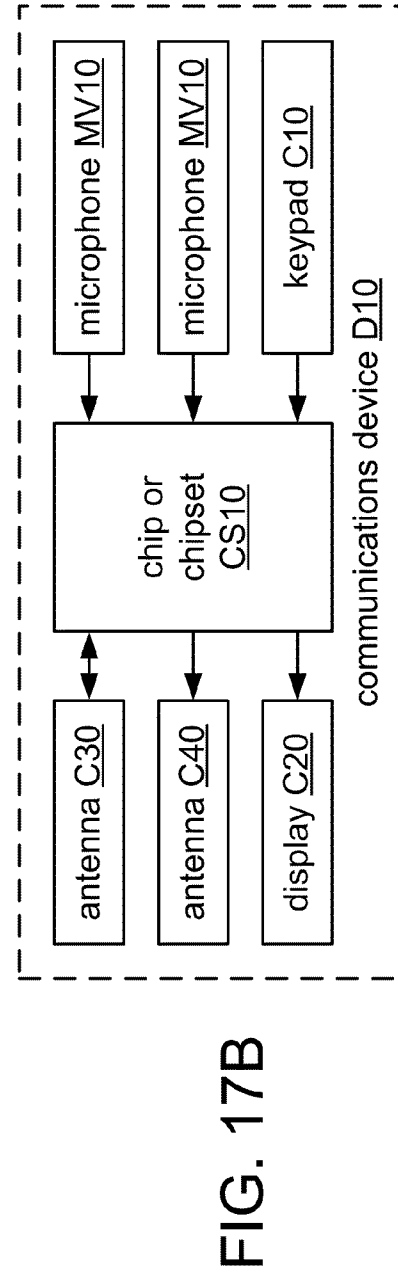 antenna C30
antenna C40
display C20
chip or
chipset
CS10
microphone MV10
microphone MV10
keypad C10
communications device D10
FIG. 17B